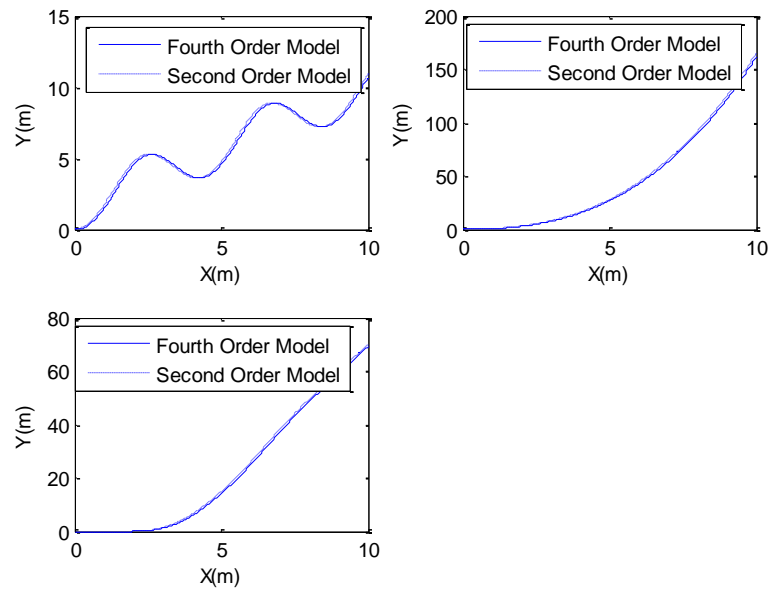 15
10
5
0
Y(m)
Fourth Order Model
Second Order Model
0 5 10
X(m)
200
150
100
50
0
Y(m)
Fourth Order Model
Second Order Model
0 5 10
X(m)
80
60
40
20
0
Y(m)
Fourth Order Model
Second Order Model
0 5 10
X(m)